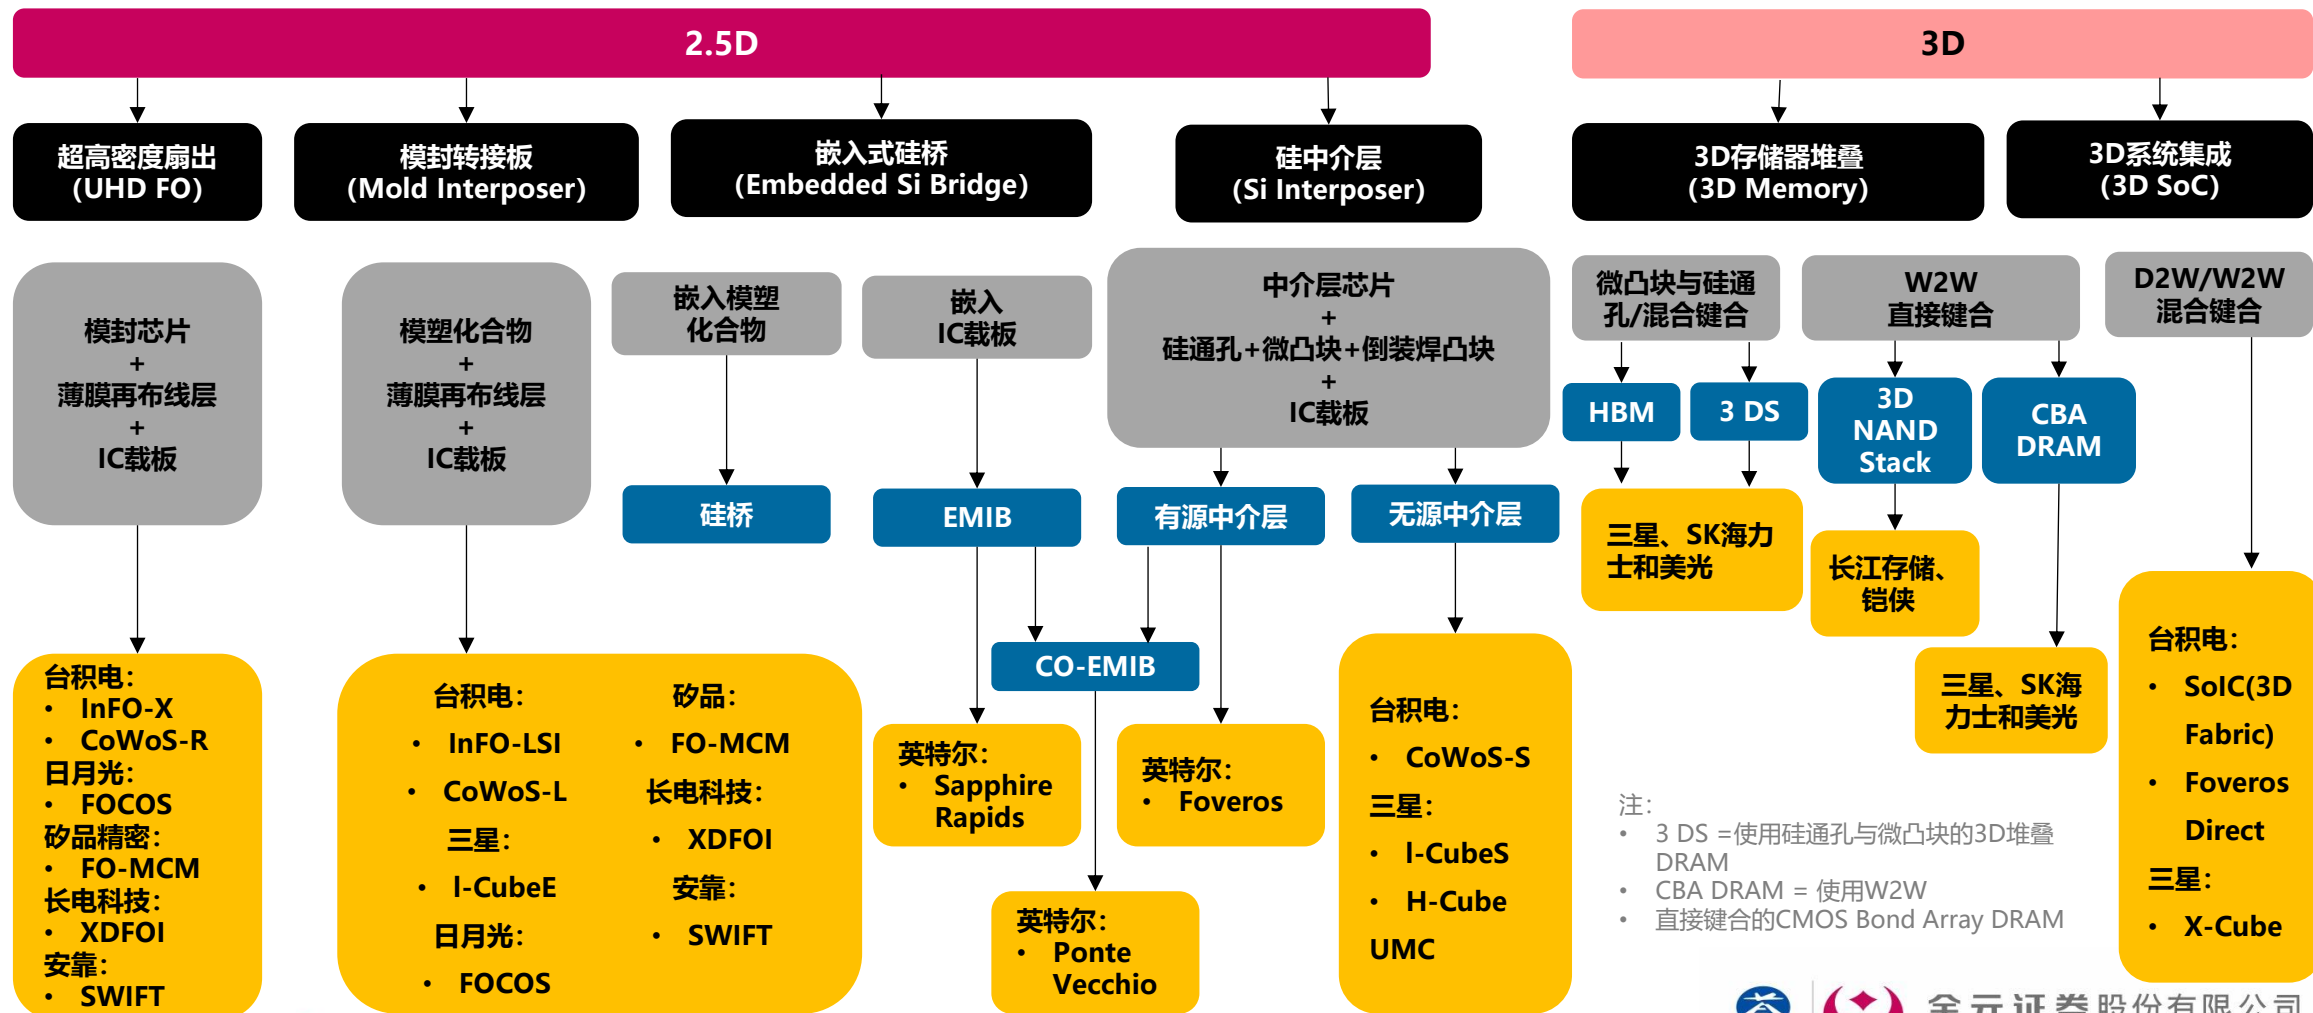 2.5D
3D
超高密度扇出
(UHD FO)
模封转接板
(Mold Interposer)
嵌入式硅桥
(Embedded Si Bridge)
硅中介层
(Si Interposer)
3D存储器堆叠
(3D Memory)
3D系统集成
(3D SoC)
模封芯片
+
薄膜再布线层
+
IC载板
模塑化合物
+
薄膜再布线层
+
IC载板
嵌入模塑
化合物
嵌入
IC载板
中介层芯片
+
硅通孔+微凸块+倒装焊凸块
+
IC载板
微凸块与硅通
孔/混合键合
W2W
直接键合
D2W/W2W
混合键合
HBM
3 DS
3D
NAND
Stack
CBA
DRAM
硅桥
EMIB
有源中介层
无源中介层
三星、SK海力
士和美光
长江存储、
铠侠
三星、SK海
力士和美光
CO-EMIB
台积电:
• InFO-X
• CoWoS-R
日月光:
• FOCOS
矽品精密:
• FO-MCM
长电科技:
• XDFOI
安靠:
• SWIFT
台积电:
• InFO-LSI
• CoWoS-L
三星:
• l-CubeE
日月光:
• FOCOS
矽品:
• FO-MCM
长电科技:
• XDFOI
安靠:
• SWIFT
英特尔:
• Sapphire
Rapids
英特尔:
• Ponte
Vecchio
英特尔:
• Foveros
台积电:
• CoWoS-S
三星:
• l-CubeS
• H-Cube
UMC
台积电:
• SoIC(3D
Fabric)
• Foveros
Direct
三星:
• X-Cube
注:
• 3 DS =使用硅通孔与微凸块的3D堆叠
DRAM
• CBA DRAM = 使用W2W
• 直接键合的CMOS Bond Array DRAM
金元证券股份有限公司